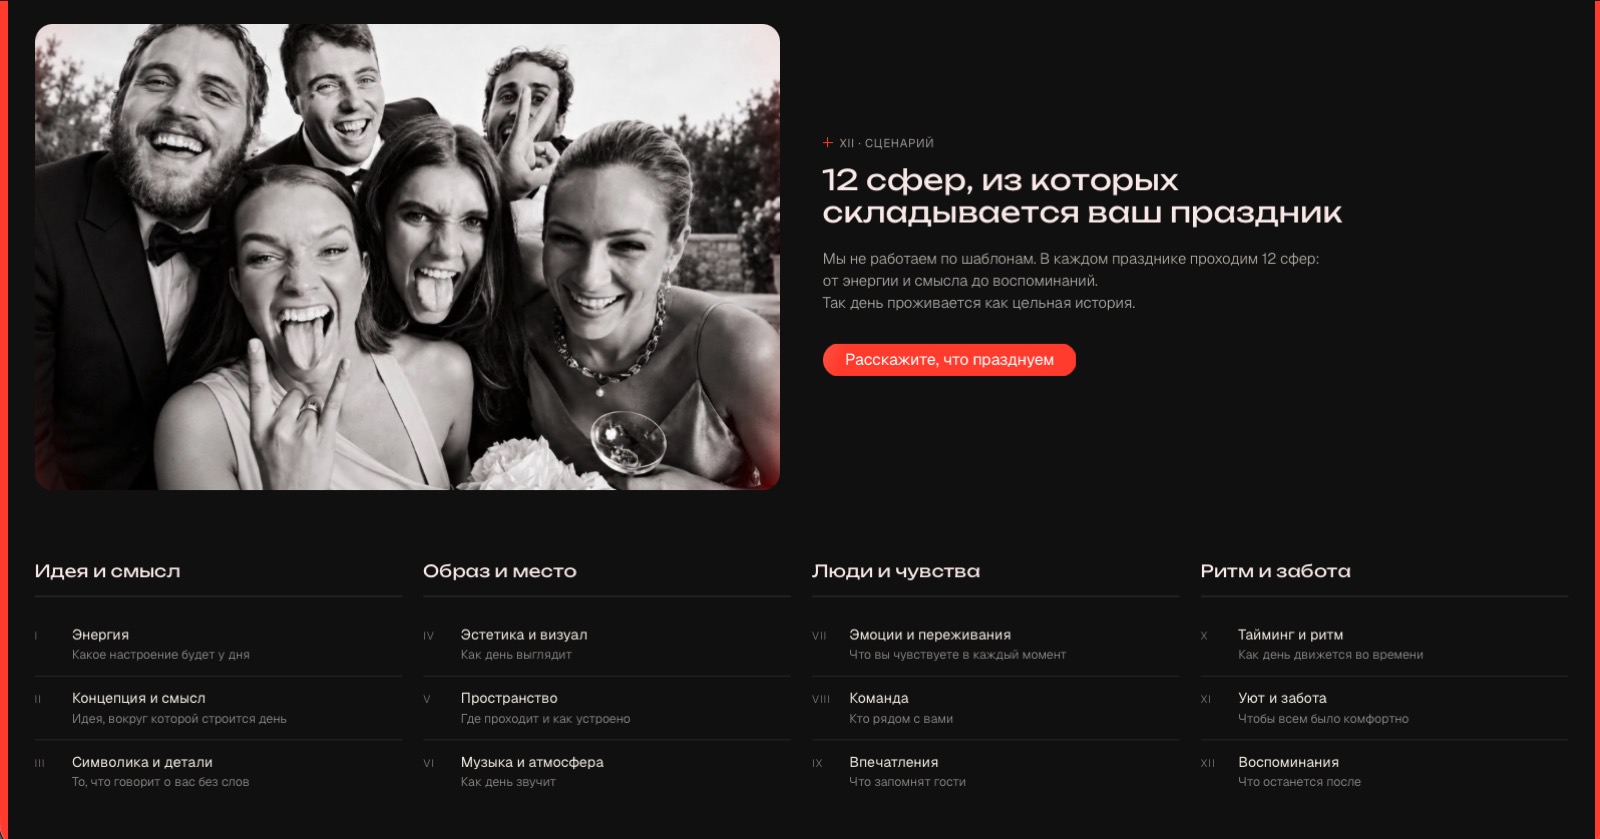 XII · СЦЕНАРИЙ
12 сфер, из которых
складывается ваш праздник
Мы не работаем по шаблонам. В каждом празднике проходим 12 сфер:
от энергии и смысла до воспоминаний.
Так день проживается как цельная история.
Расскажите, что празднуем
Идея и смысл
I Энергия
Какое настроение будет у дня
II Концепция и смысл
Идея, вокруг которой строится день
III Символика и детали
То, что говорит о вас без слов
Образ и место
IV Эстетика и визуал
Как день выглядит
V Пространство
Где проходит и как устроено
VI Музыка и атмосфера
Как день звучит
Люди и чувства
VII Эмоции и переживания
Что вы чувствуете в каждый момент
VIII Команда
Кто рядом с вами
IX Впечатления
Что запомнят гости
Ритм и забота
X Тайминг и ритм
Как день движется во времени
XI Уют и забота
Чтобы всем было комфортно
XII Воспоминания
Что останется после